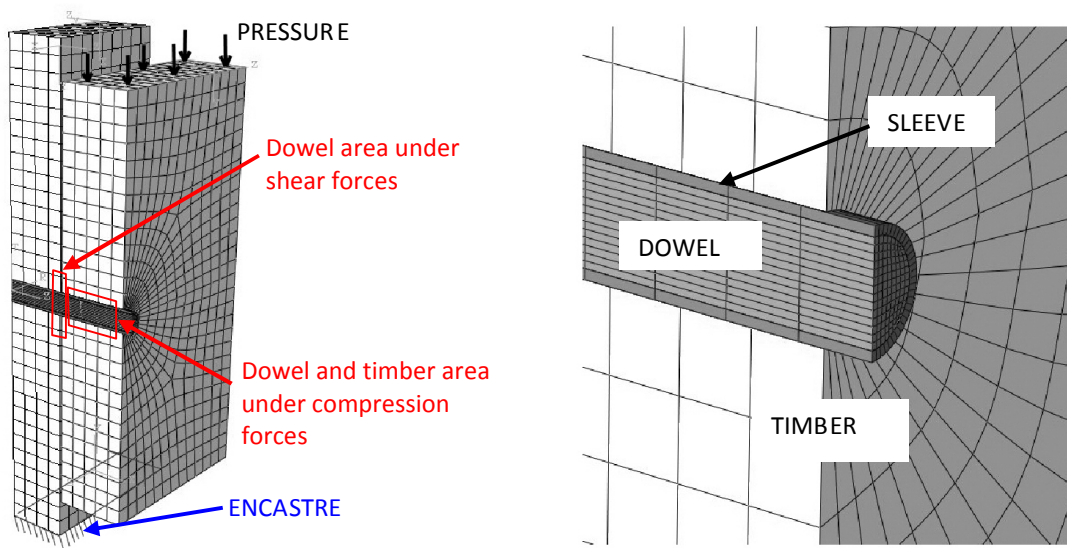 PRESSURE
Dowel area under
shear forces
Dowel and timber area
under compression
forces
ENCASTRE
SLEEVE
DOWEL
TIMBER